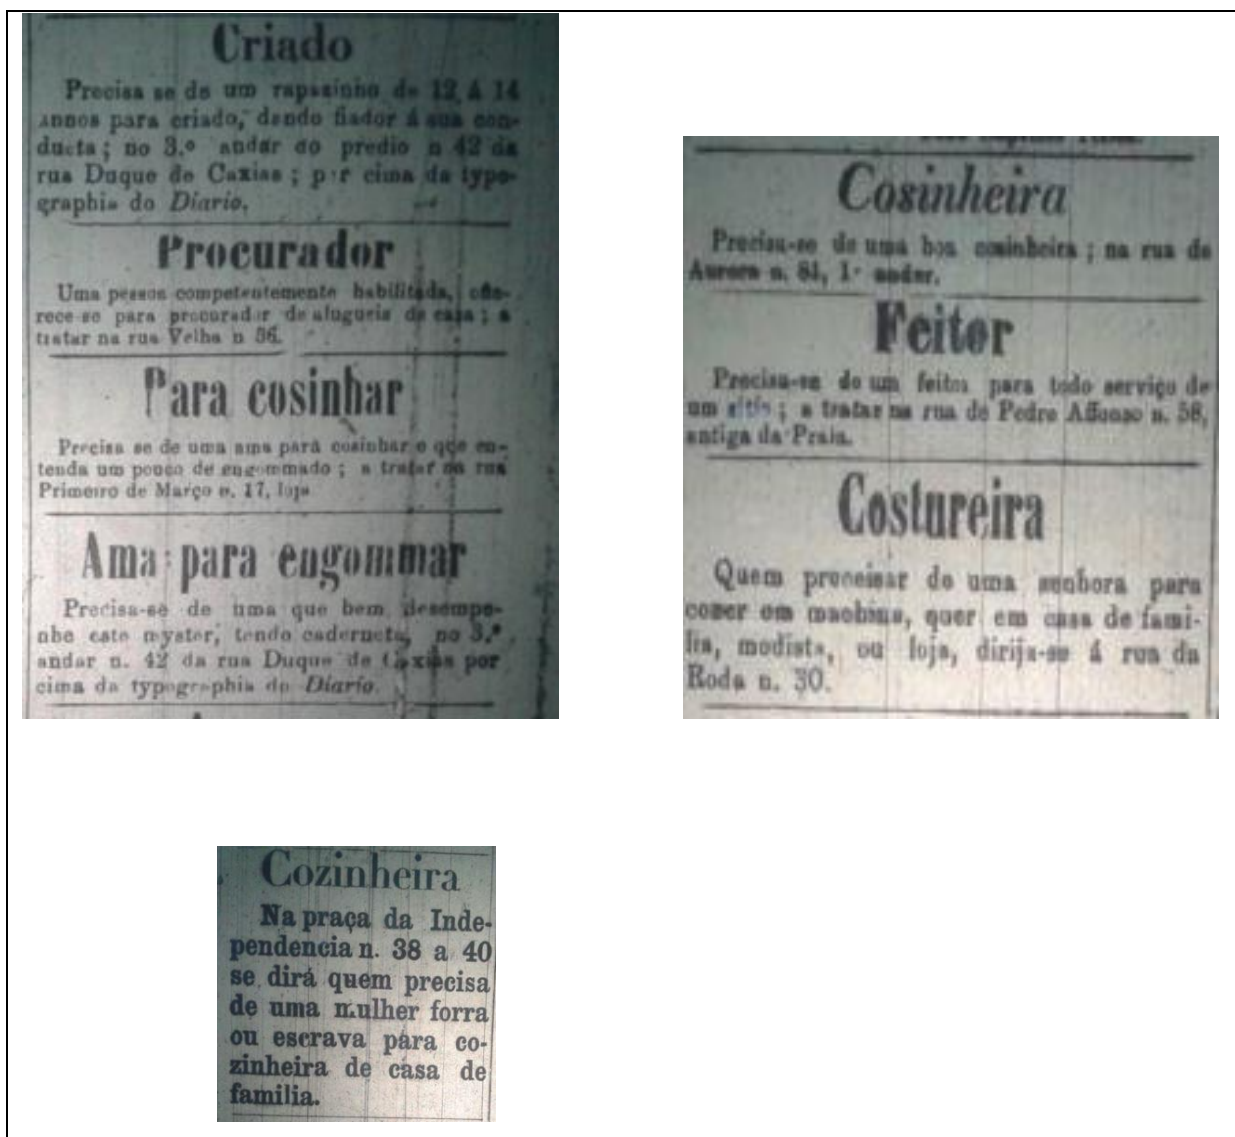 Criado
Precisa se de um rapasinho de 12 á 14
annos para criado, dando fiador á sua con-
ducta ; no 3.º andar do predio n 42 da
rua Duque de Caxias ; por cima da typo-
graphia do Diario.
Procurador
Uma pessoa competentemente habilitada, offe-
rece-se para procurador de alugueis de casa ; a
tratar na rua Velha n 36.
Para cosinhar
Precisa se de uma ama para cosinhar e que en-
tenda um pouco de engommado ; a tratar na rua
Primeiro de Março n. 17, loja
Ama para engommar
Precisa-se de uma que bem desempe-
nhe este myster, tendo caderneta, no 3.º
andar n. 42 da rua Duque de Caxias por
cima da typographia do Diario.
Cosinheira
Precisa-se de uma boa cosinheira ; na rua da
Aurora n. 81, 1º andar.
Feitor
Precisa-se de um feitor para todo serviço de
um sitio ; a tratar na rua de Pedro Affonso n. 58,
antiga da Praia.
Costureira
Quem precisar de uma senhora para
coser em machina, quer em casa de fami-
lia, modista, ou loja, dirija-se á rua da
Roda n. 30.
Cozinheira
Na praça da Inde-
pendencia n. 38 a 40
se dirá quem precisa
de uma mulher forra
ou escrava para co-
zinheira de casa de
familia.